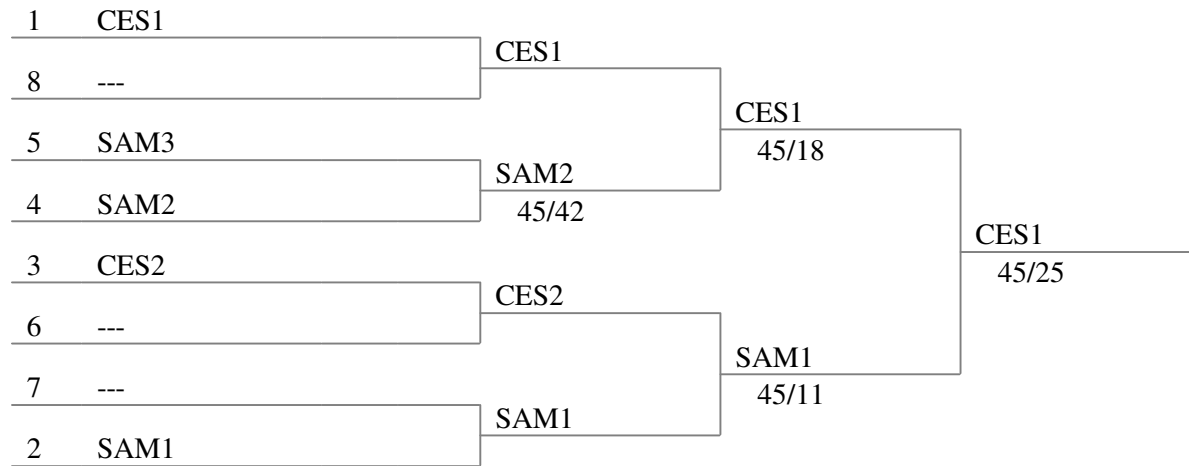 1 CES1
CES1
8 ---
CES1
45/18
5 SAM3
SAM2
45/42
4 SAM2
CES1
45/25
3 CES2
CES2
6 ---
SAM1
45/11
7 ---
SAM1
2 SAM1